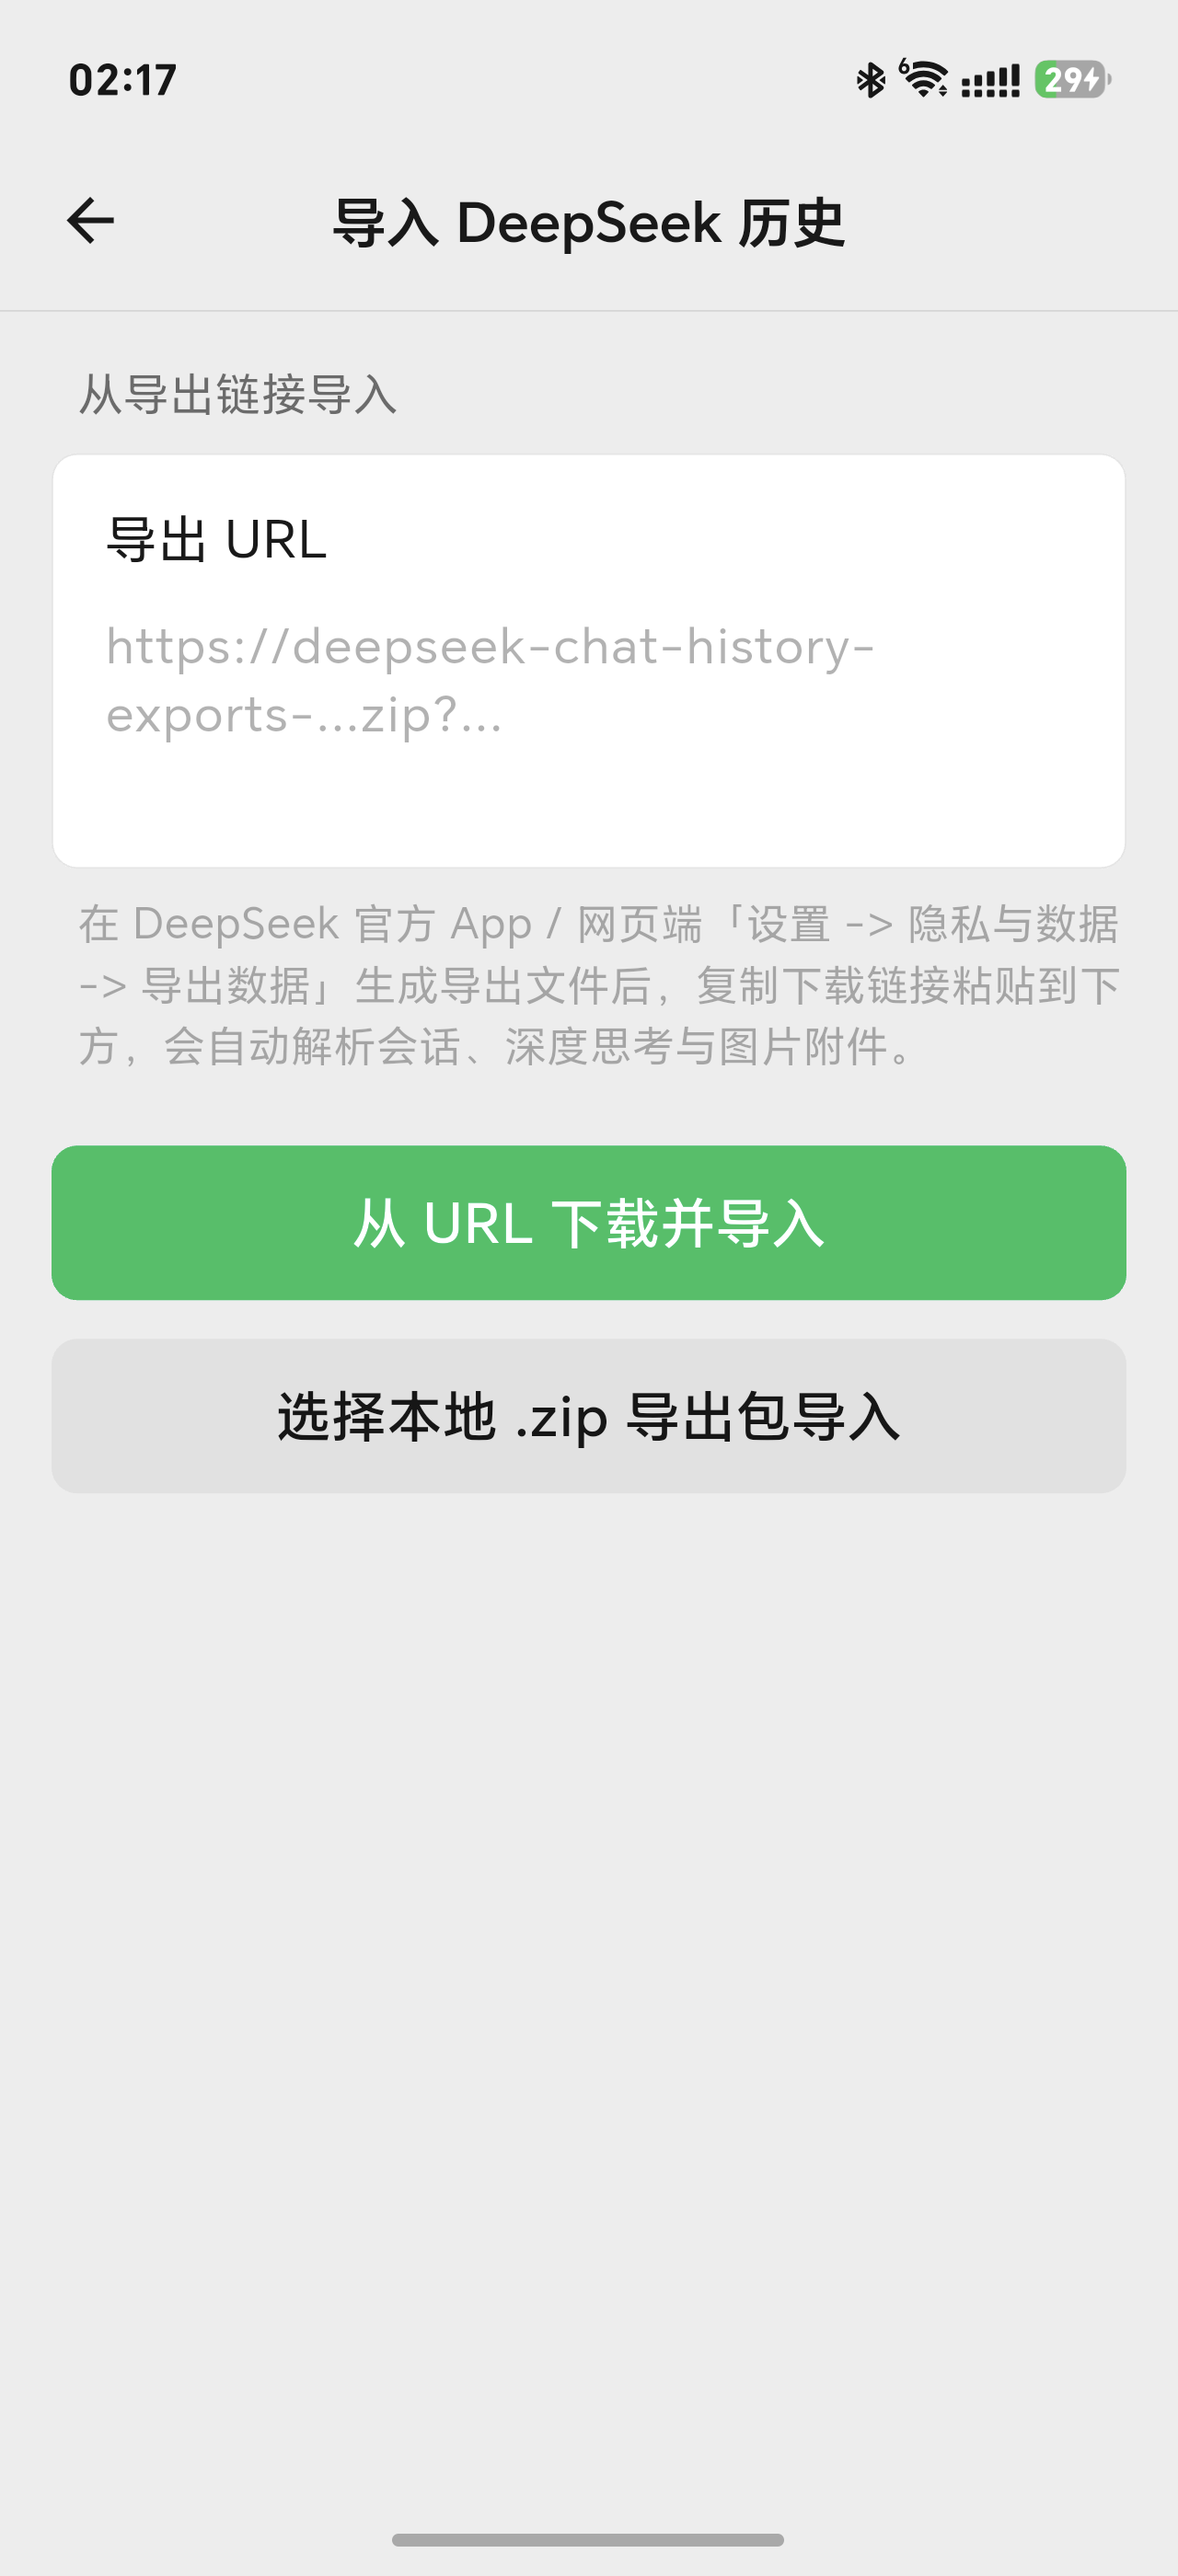 02:17
6
29
导入 DeepSeek 历史
从导出链接导入
导出 URL
https://deepseek-chat-history-
exports-...zip?...
在 DeepSeek 官方 App / 网页端「设置 -> 隐私与数据
-> 导出数据」生成导出文件后，复制下载链接粘贴到下
方，会自动解析会话、深度思考与图片附件。
从 URL 下载并导入
选择本地 .zip 导出包导入